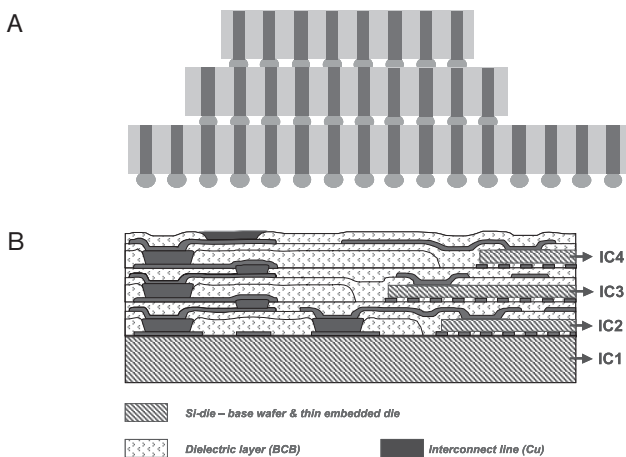 A
B
IC4
IC3
IC2
IC1
Si-die – base wafer & thin embedded die
Dielectric layer (BCB)
Interconnect line (Cu)